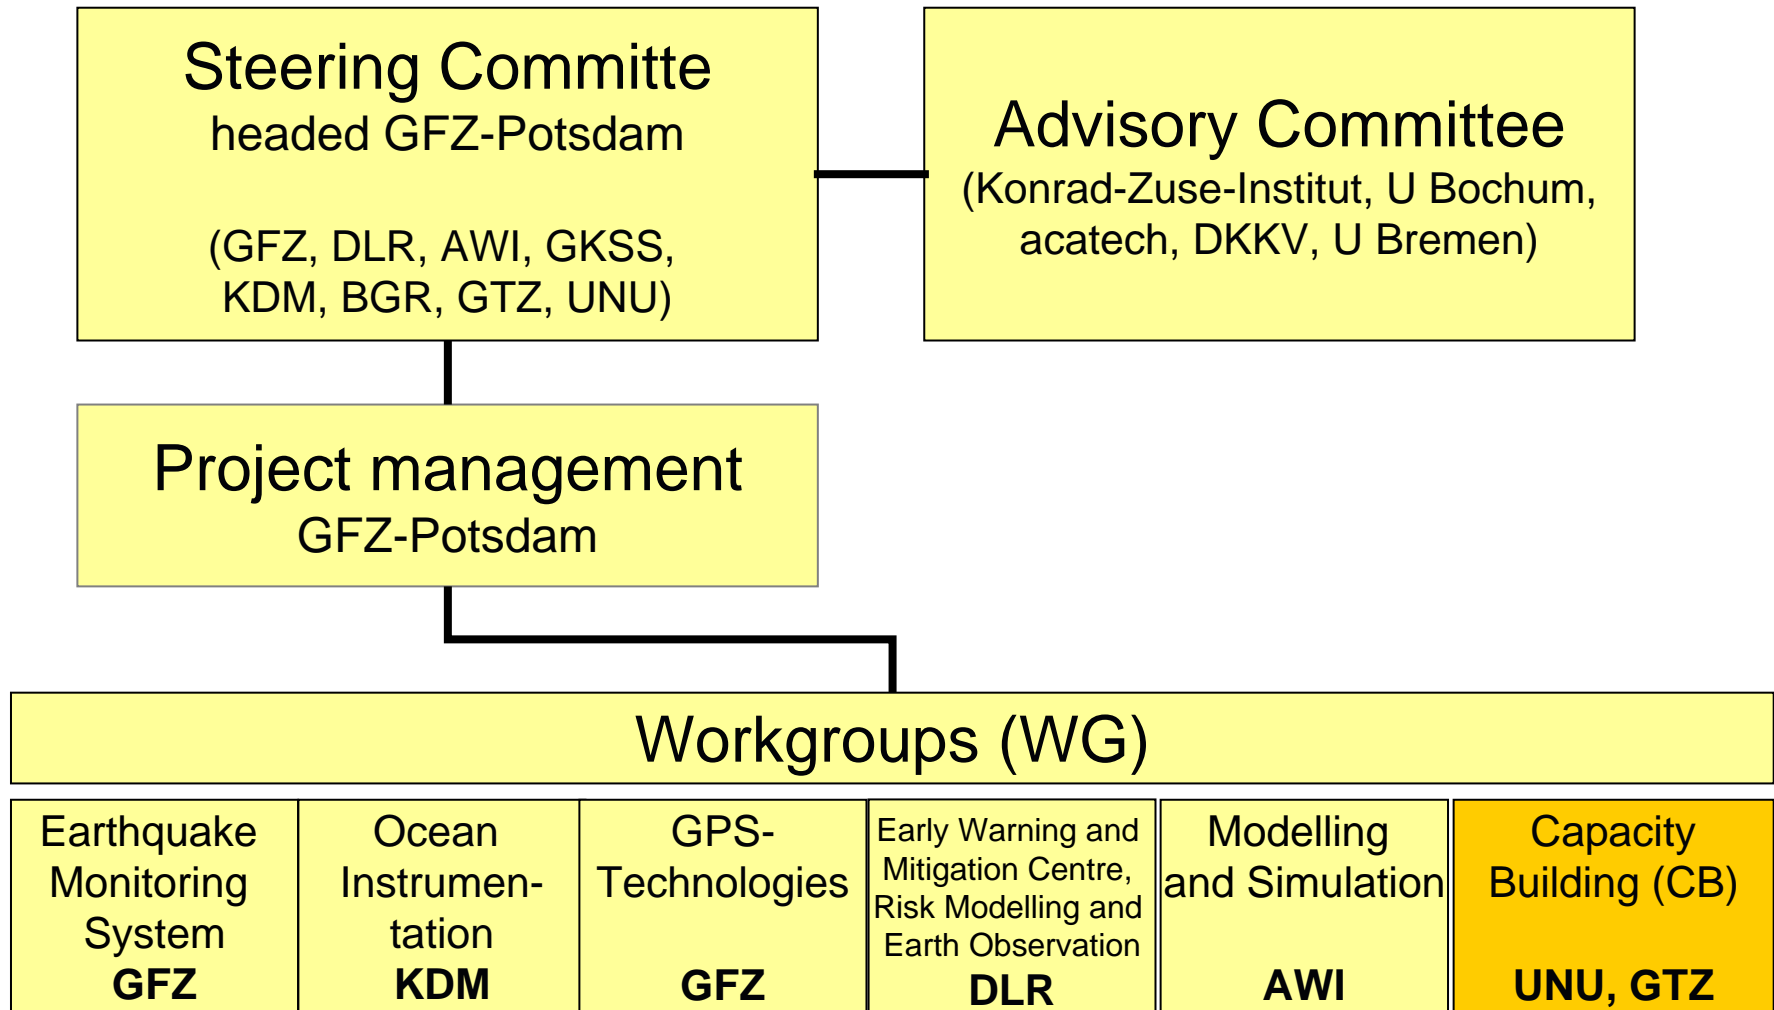 Steering Committe
headed GFZ-Potsdam
(GFZ, DLR, AWI, GKSS,
KDM, BGR, GTZ, UNU)
Advisory Committee
(Konrad-Zuse-Institut, U Bochum,
acatech, DKKV, U Bremen)
Project management
GFZ-Potsdam
Workgroups (WG)
Earthquake
Monitoring
System
GFZ
Ocean
Instrumen-
tation
KDM
GPS-
Technologies
GFZ
Early Warning and
Mitigation Centre,
Risk Modelling and
Earth Observation
DLR
Modelling
and Simulation
AWI
Capacity
Building (CB)
UNU, GTZ